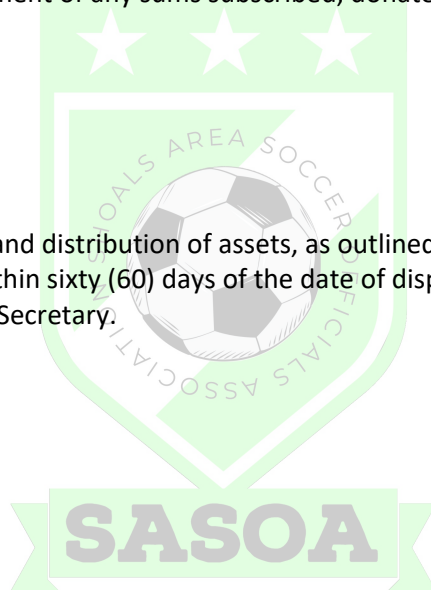 ment of any sums subscribed, donate
SHOALS AREA SOCCER OFFICIALS ASSOCIATION
and distribution of assets, as outlined
thin sixty (60) days of the date of disp
Secretary.
SASOA